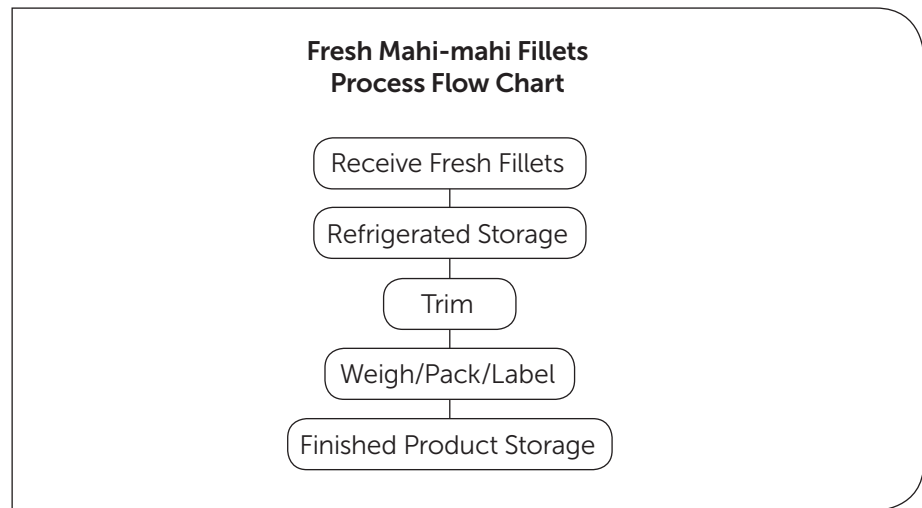 Fresh Mahi-mahi Fillets
Process Flow Chart
Receive Fresh Fillets
Refrigerated Storage
Trim
Weigh/Pack/Label
Finished Product Storage